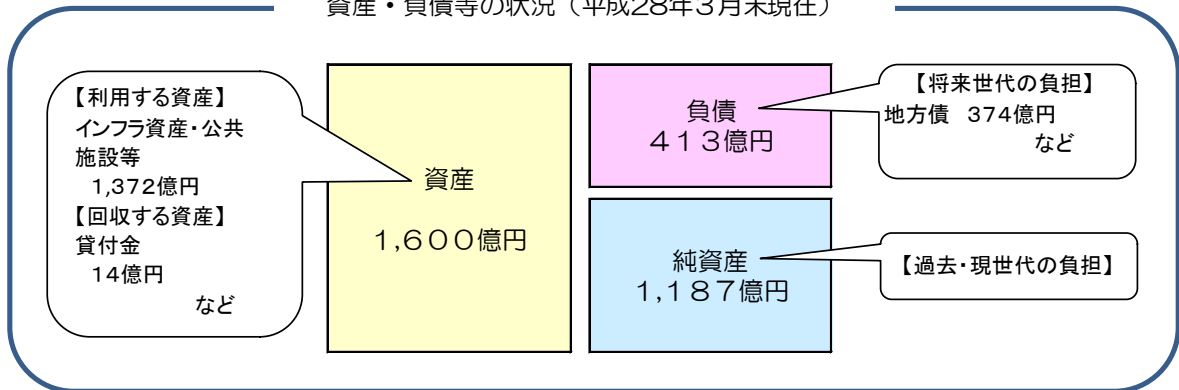 資産・負債等の状況（平成28年３月末現在）
【利用する資産】
インフラ資産・公共
施設等
1,372億円
【回収する資産】
貸付金
14億円
など
資産
１,６００億円
負債
４１３億円
純資産
１,１８７億円
【将来世代の負担】
地方債　374億円
など
【過去・現世代の負担】